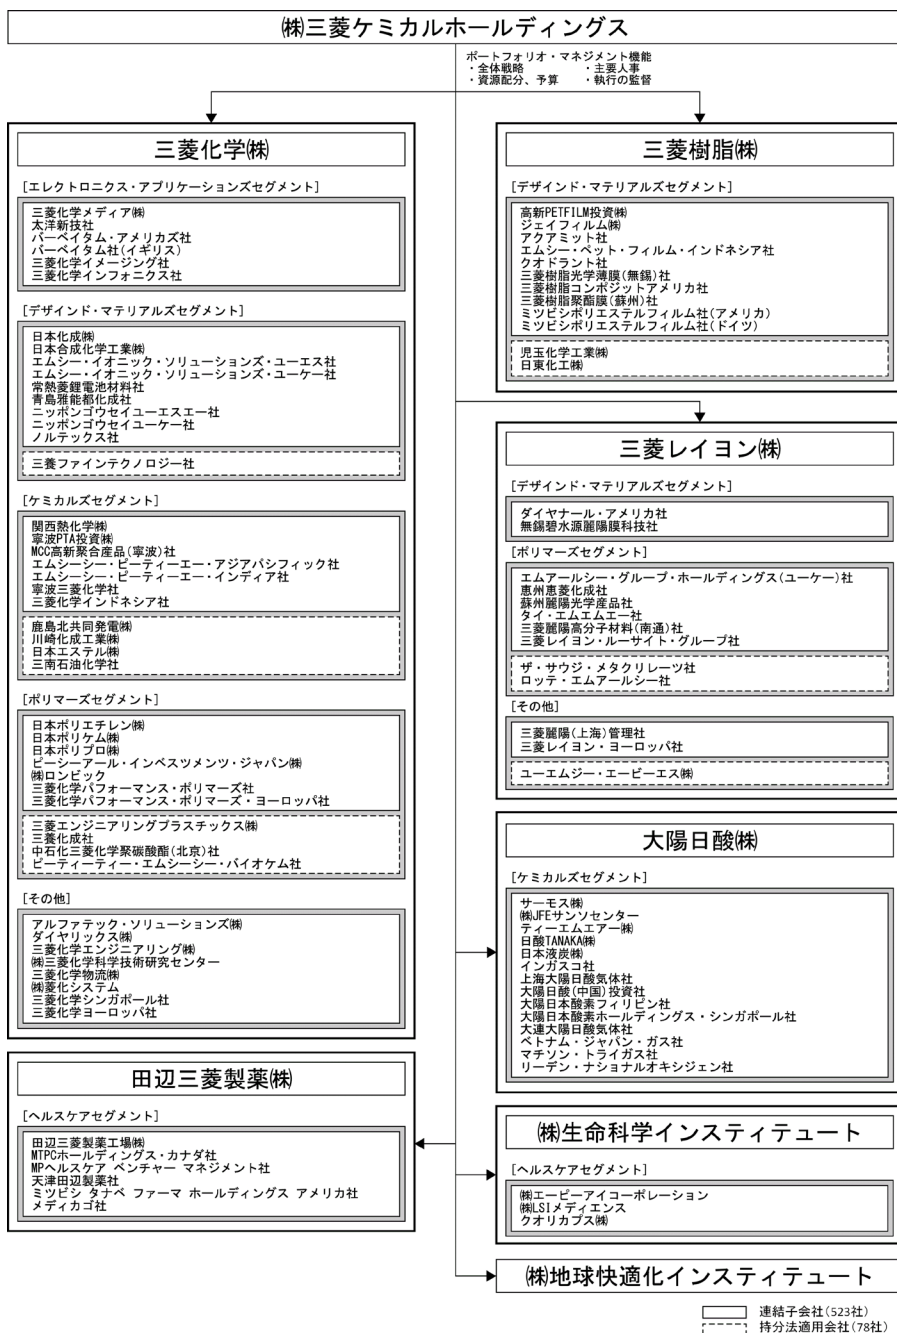 ㈱三菱ケミカルホールディングス
ポートフォリオ・マネジメント機能
・全体戦略　　　・主要人事
・資源配分、予算　　・執行の監督
三菱化学㈱
[エレクトロニクス・アプリケーションズセグメント]
三菱化学メディア㈱
太洋新技社
バーベイタム・アメリカズ社
バーベイタム社(イギリス)
三菱化学イメージング社
三菱化学インフォニクス社
[デザインド・マテリアルズセグメント]
日本化成㈱
日本合成化学工業㈱
エムシー・イオニック・ソリューションズ・ユーエス社
エムシー・イオニック・ソリューションズ・ユーケー社
常熟菱鋰電池材料社
青島雅能都化成社
ニッポンゴウセイユーエスエー社
ニッポンゴウセイユーケー社
ノルテックス社
三養ファインテクノロジー社
[ケミカルズセグメント]
関西熱化学㈱
寧波PTA投資㈱
MCC高新聚合産品(寧波)社
エムシーシー・ピーティーエー・アジアパシフィック社
エムシーシー・ピーティーエー・インディア社
寧波三菱化学社
三菱化学インドネシア社
鹿島北共同発電㈱
川崎化成工業㈱
日本エステル㈱
三南石油化学社
[ポリマーズセグメント]
日本ポリエチレン㈱
日本ポリケム㈱
日本ポリプロ㈱
ピーシーアール・インベスツメンツ・ジャパン㈱
㈱ロンビック
三菱化学パフォーマンス・ポリマーズ社
三菱化学パフォーマンス・ポリマーズ・ヨーロッパ社
三菱エンジニアリングプラスチックス㈱
三養化成社
中石化三菱化学聚碳酸酯(北京)社
ピーティーティー・エムシーシー・バイオケム社
[その他]
アルファテック・ソリューションズ㈱
ダイヤリックス㈱
三菱化学エンジニアリング㈱
㈱三菱化学科学技術研究センター
三菱化学物流㈱
㈱菱化システム
三菱化学シンガポール社
三菱化学ヨーロッパ社
田辺三菱製薬㈱
[ヘルスケアセグメント]
田辺三菱製薬工場㈱
MTPCホールディングス・カナダ社
MPヘルスケア ベンチャー マネジメント社
天津田辺製薬社
ミツビシ タナベ ファーマ ホールディングス アメリカ社
メディカゴ社
三菱樹脂㈱
[デザインド・マテリアルズセグメント]
高新PETFILM投資㈱
ジェイフィルム㈱
アクアミット社
エムシー・ペット・フィルム・インドネシア社
クオドラント社
三菱樹脂光学薄膜(無錫)社
三菱樹脂コンポジットアメリカ社
三菱樹脂聚酯膜(蘇州)社
ミツビシポリエステルフィルム社(アメリカ)
ミツビシポリエステルフィルム社(ドイツ)
児玉化学工業㈱
日東化工㈱
三菱レイヨン㈱
[デザインド・マテリアルズセグメント]
ダイヤナール・アメリカ社
無錫碧水源麗陽膜科技社
[ポリマーズセグメント]
エムアールシー・グループ・ホールディングス(ユーケー)社
恵州恵菱化成社
蘇州麗陽光学産品社
タイ・エムエムエー社
三菱麗陽高分子材料(南通)社
三菱レイヨン・ルーサイト・グループ社
ザ・サウジ・メタクリレーツ社
ロッテ・エムアールシー社
[その他]
三菱麗陽(上海)管理社
三菱レイヨン・ヨーロッパ社
ユーエムジー・エービーエス㈱
大陽日酸㈱
[ケミカルズセグメント]
サーモス㈱
㈱JFEサンソセンター
ティーエムエアー㈱
日酸TANAKA㈱
日本液炭㈱
インガスコ社
上海大陽日酸気体社
大陽日酸(中国)投資社
大陽日本酸素フィリピン社
大陽日本酸素ホールディングス・シンガポール社
大連大陽日酸気体社
ベトナム・ジャパン・ガス社
マチソン・トライガス社
リーデン・ナショナルオキシジェン社
㈱生命科学インスティテュート
[ヘルスケアセグメント]
㈱エーピーアイコーポレーション
㈱LSIメディエンス
クオリカプス㈱
㈱地球快適化インスティテュート
連結子会社(523社)
持分法適用会社(78社)